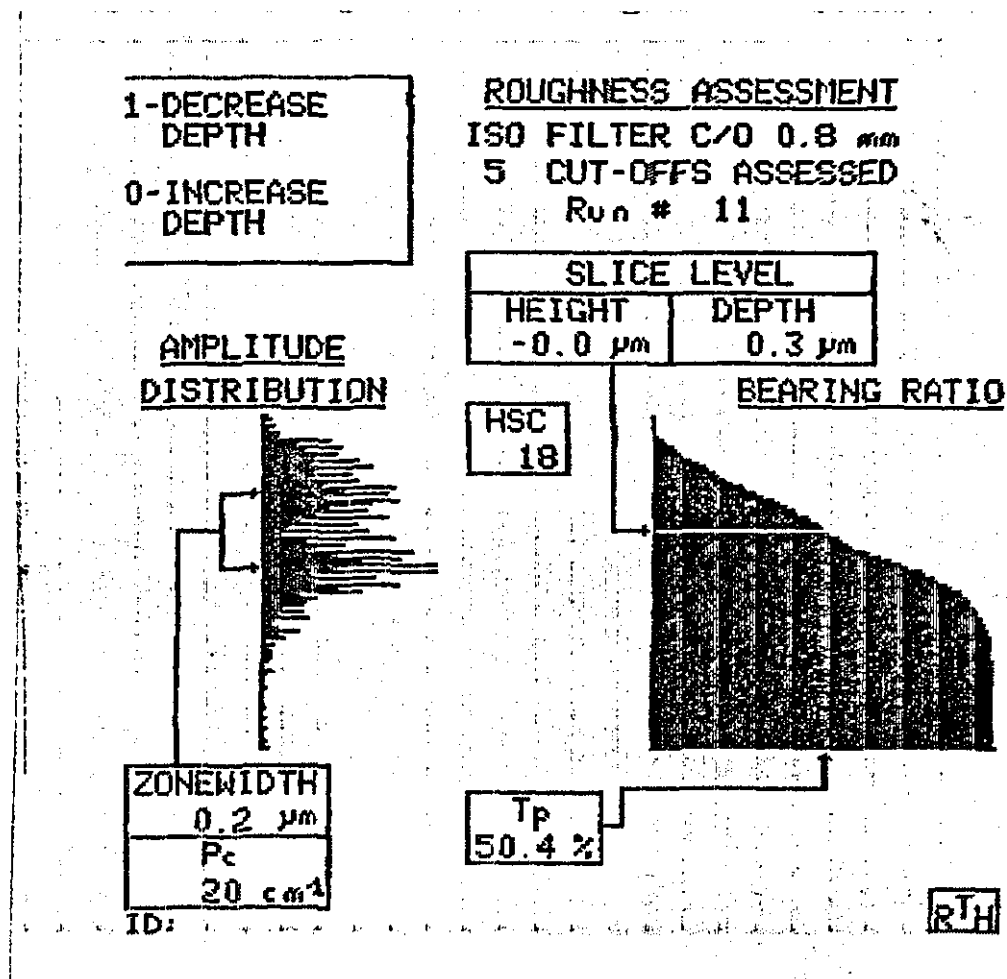 1-DECREASE
DEPTH
0-INCREASE
DEPTH
ROUGHNESS ASSESSMENT
ISO FILTER C/O 0.8 mm
5 CUT-OFFS ASSESSED
Run # 11
SLICE LEVEL
HEIGHT DEPTH
-0.0 µm 0.3 µm
AMPLITUDE
DISTRIBUTION
BEARING RATIO
HSC
18
ZONEWIDTH
0.2 µm
Pc
20 cm-1
Tp
50.4 %
ID:
RTH